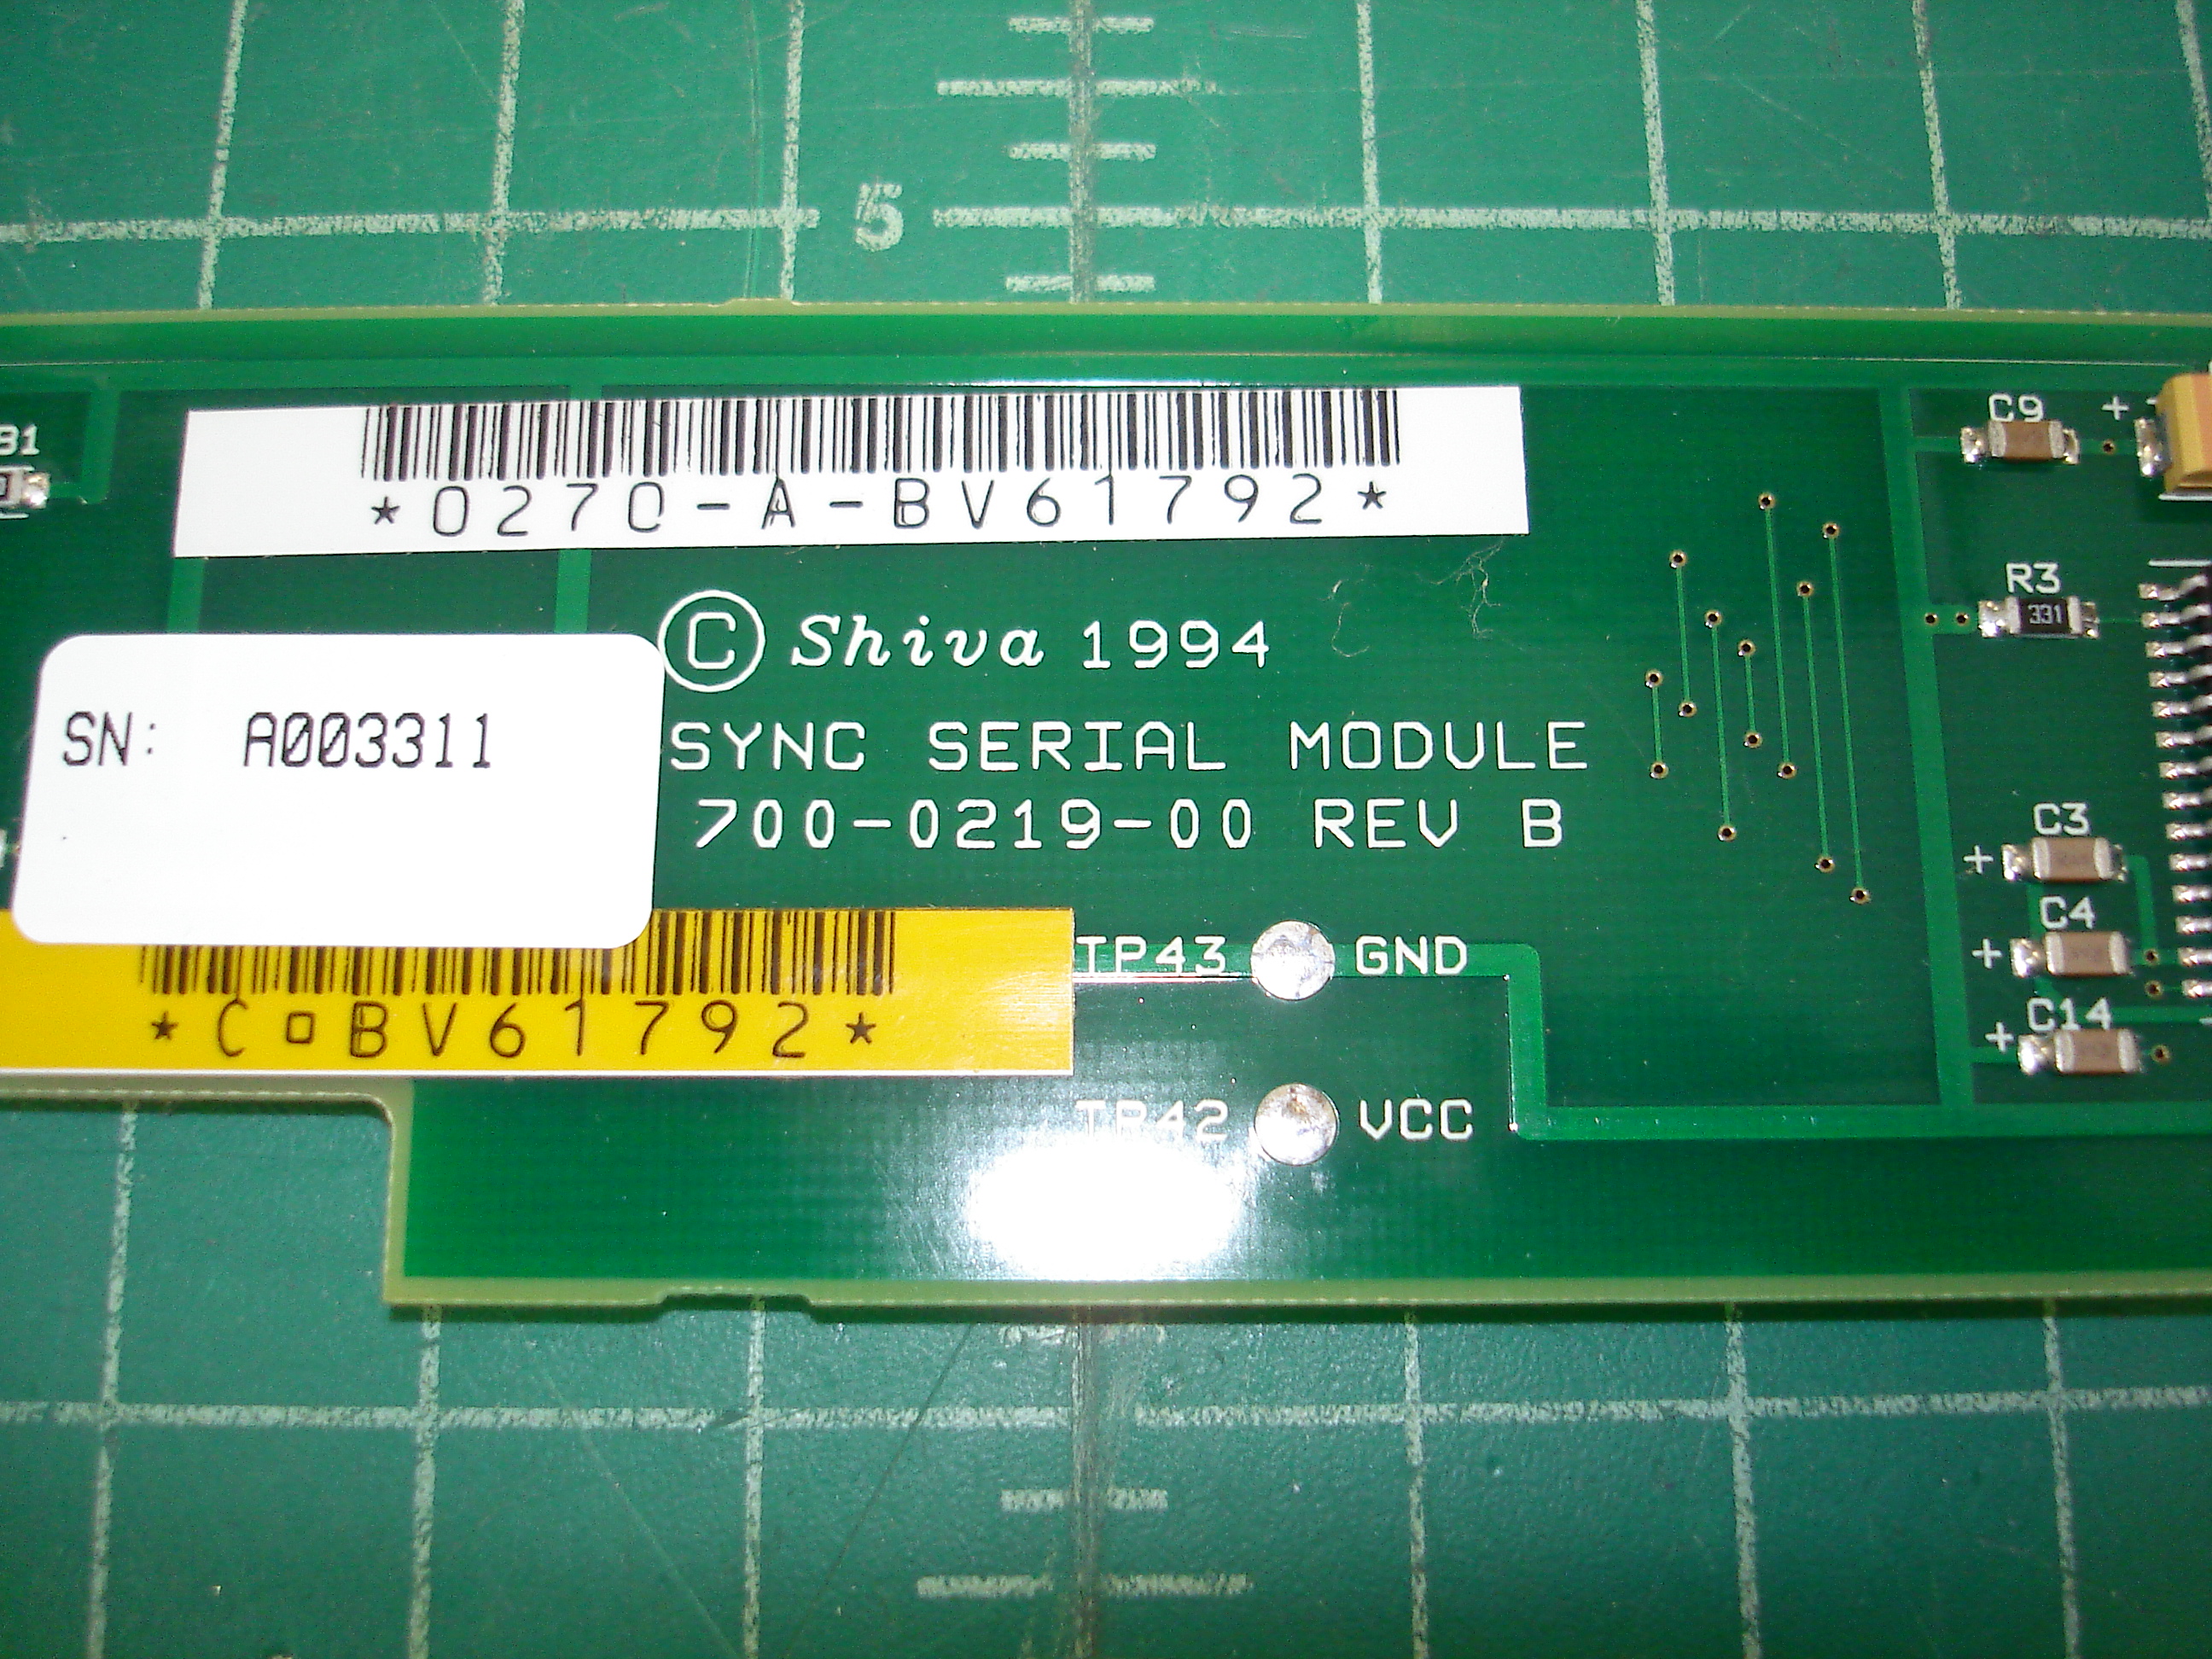 5
C9 +
B1
*0270-A-BV61792*
R3
331
© Shiva 1994
SN: A003311
SYNC SERIAL MODULE
700-0219-00 REV B
C3
+
C4
+
TP43 GND
*C¤BV61792*
C14
+
TP42 VCC